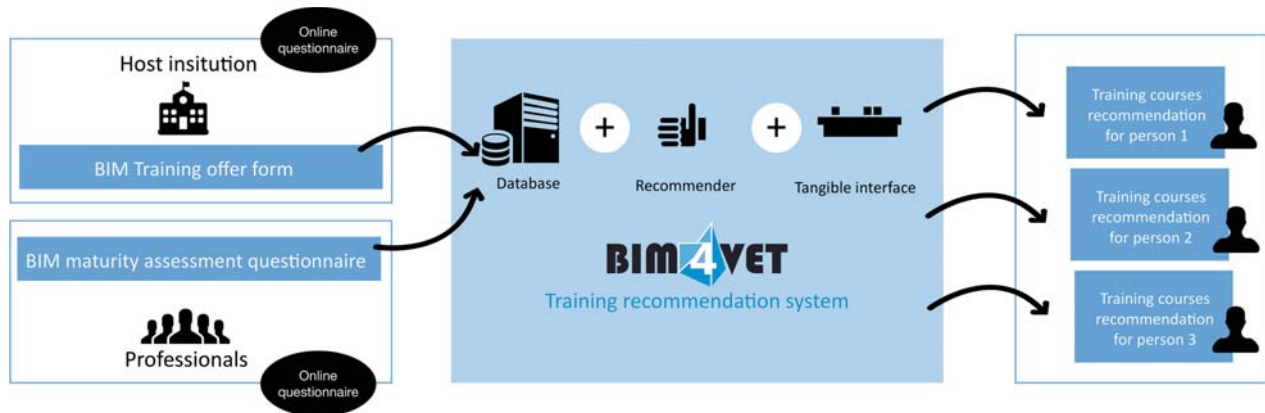 Online
questionnaire
Host insitution
BIM Training offer form
BIM maturity assessment questionnaire
Professionals
Online
questionnaire
+
+
Database
Recommender
Tangible interface
BIM4VET
Training recommendation system
Training courses
recommendation
for person 1
Training courses
recommendation
for person 2
Training courses
recommendation
for person 3